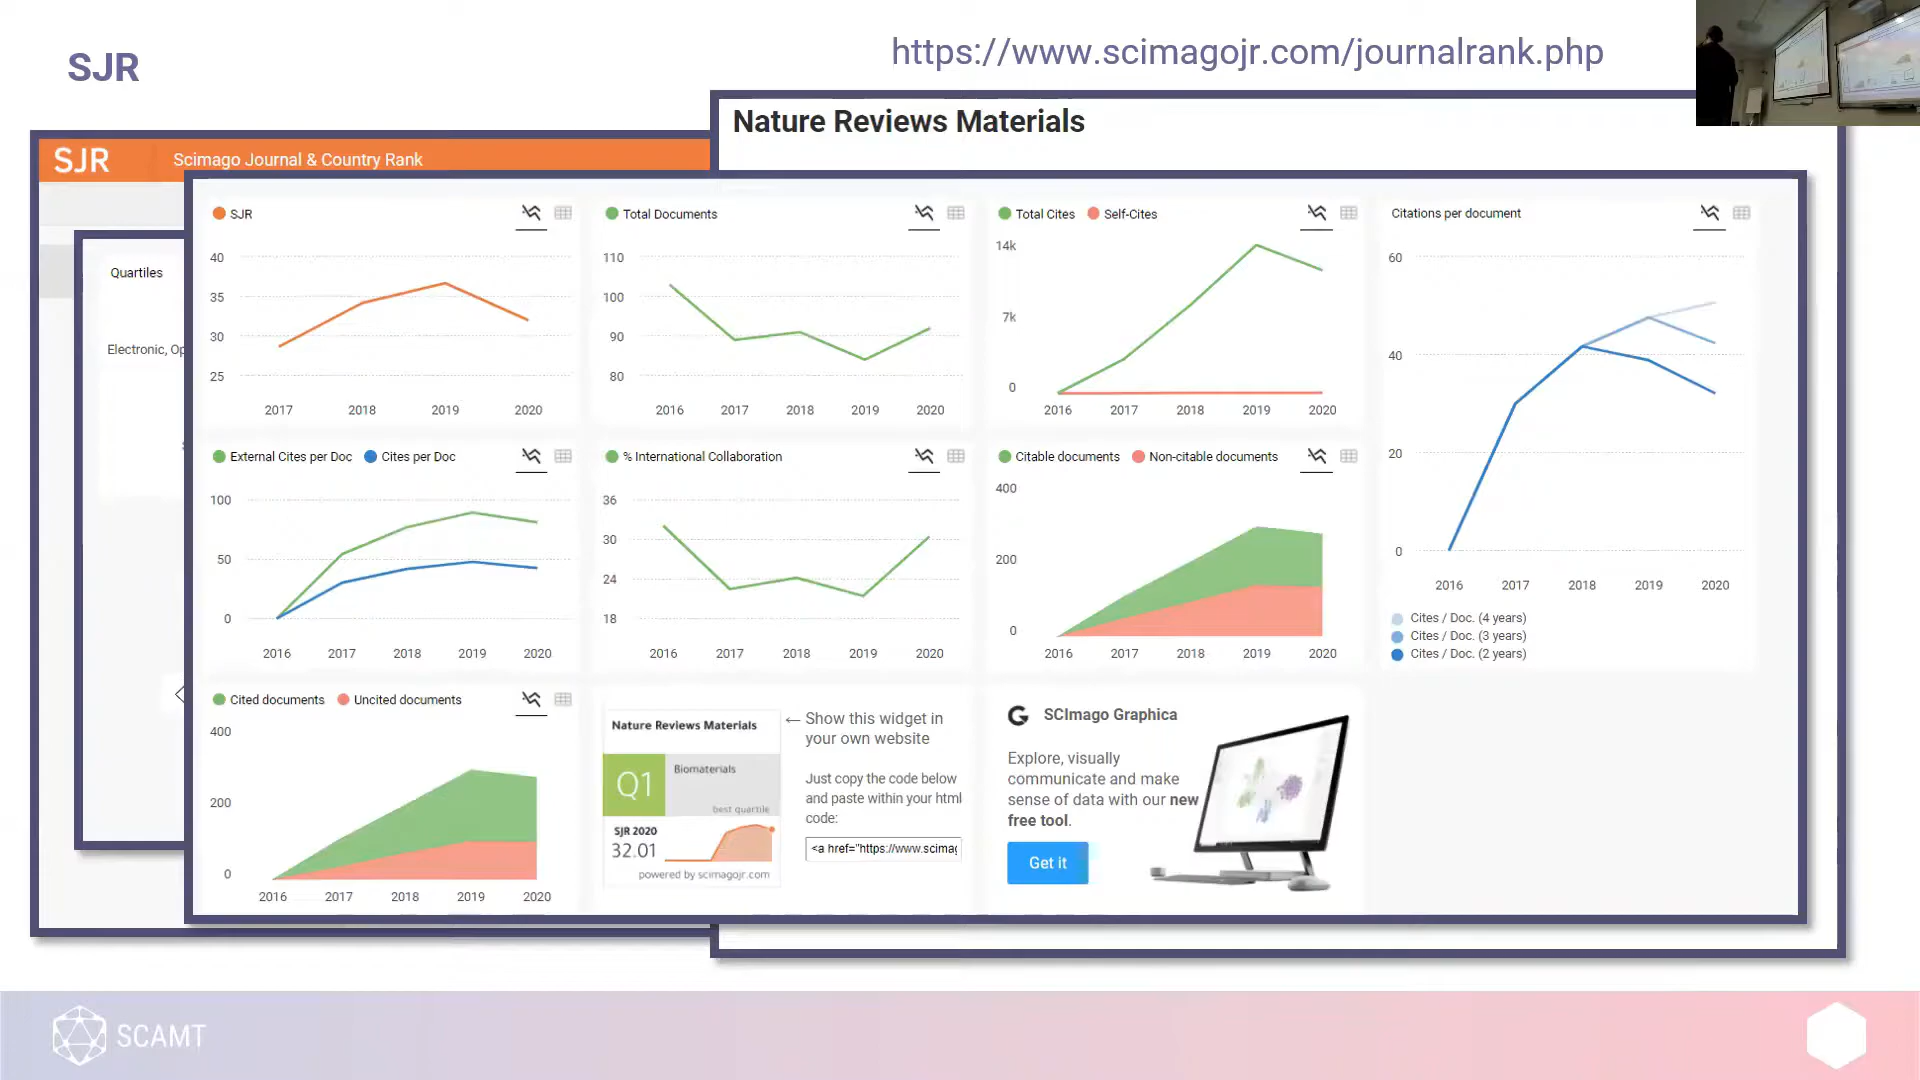 SJR
https://www.scimagojr.com/journalrank.php
Nature Reviews Materials
SJR
Scimago Journal & Country Rank
Quartiles
Electronic,
SJR
40
35
30
25
2017 2018 2019 2020
Total Documents
110
100
90
80
2016 2017 2018 2019 2020
Total Cites Self-Cites
14k
7k
0
2016 2017 2018 2019 2020
Citations per document
60
40
20
0
2016 2017 2018 2019 2020
Cites / Doc. (4 years)
Cites / Doc. (3 years)
Cites / Doc. (2 years)
External Cites per Doc Cites per Doc
100
50
0
2016 2017 2018 2019 2020
% International Collaboration
36
30
24
18
2016 2017 2018 2019 2020
Citable documents Non-citable documents
400
200
0
2016 2017 2018 2019 2020
Cited documents Uncited documents
400
200
0
2016 2017 2018 2019 2020
Nature Reviews Materials
Q1
Biomaterials
best quartile
SJR 2020
32.01
powered by scimagojr.com
← Show this widget in
your own website
Just copy the code below
and paste within your html
code:
<a href="https://www.scimag
SCImago Graphica
Explore, visually
communicate and make
sense of data with our new
free tool.
Get it
SCAMT